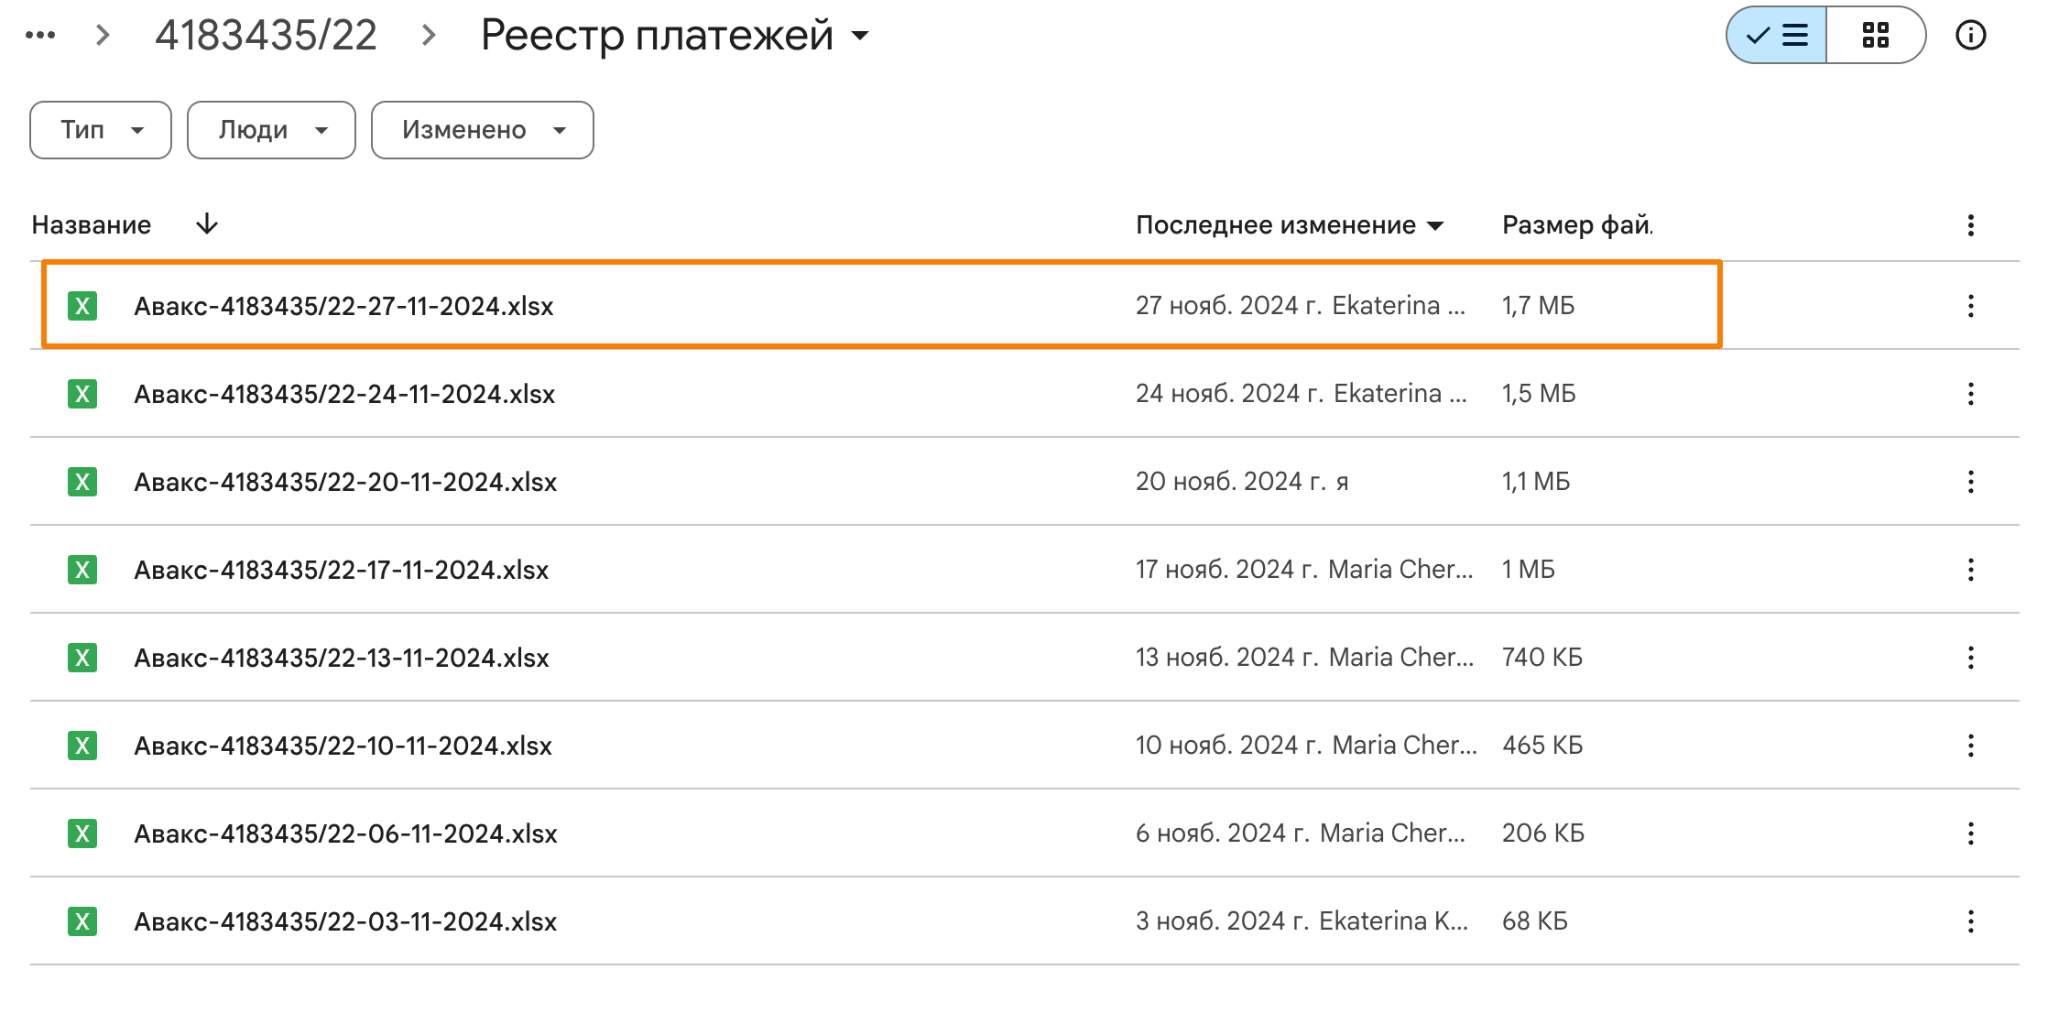 4183435/22 Реестр платежей
Тип Люди Изменено
Название Последнее изменение Размер фай.
X Авакс-4183435/22-27-11-2024.xlsx 27 нояб. 2024 г. Ekaterina ... 1,7 МБ
X Авакс-4183435/22-24-11-2024.xlsx 24 нояб. 2024 г. Ekaterina ... 1,5 МБ
X Авакс-4183435/22-20-11-2024.xlsx 20 нояб. 2024 г. я 1,1 МБ
X Авакс-4183435/22-17-11-2024.xlsx 17 нояб. 2024 г. Maria Cher... 1 МБ
X Авакс-4183435/22-13-11-2024.xlsx 13 нояб. 2024 г. Maria Cher... 740 КБ
X Авакс-4183435/22-10-11-2024.xlsx 10 нояб. 2024 г. Maria Cher... 465 КБ
X Авакс-4183435/22-06-11-2024.xlsx 6 нояб. 2024 г. Maria Cher... 206 КБ
X Авакс-4183435/22-03-11-2024.xlsx 3 нояб. 2024 г. Ekaterina K... 68 КБ